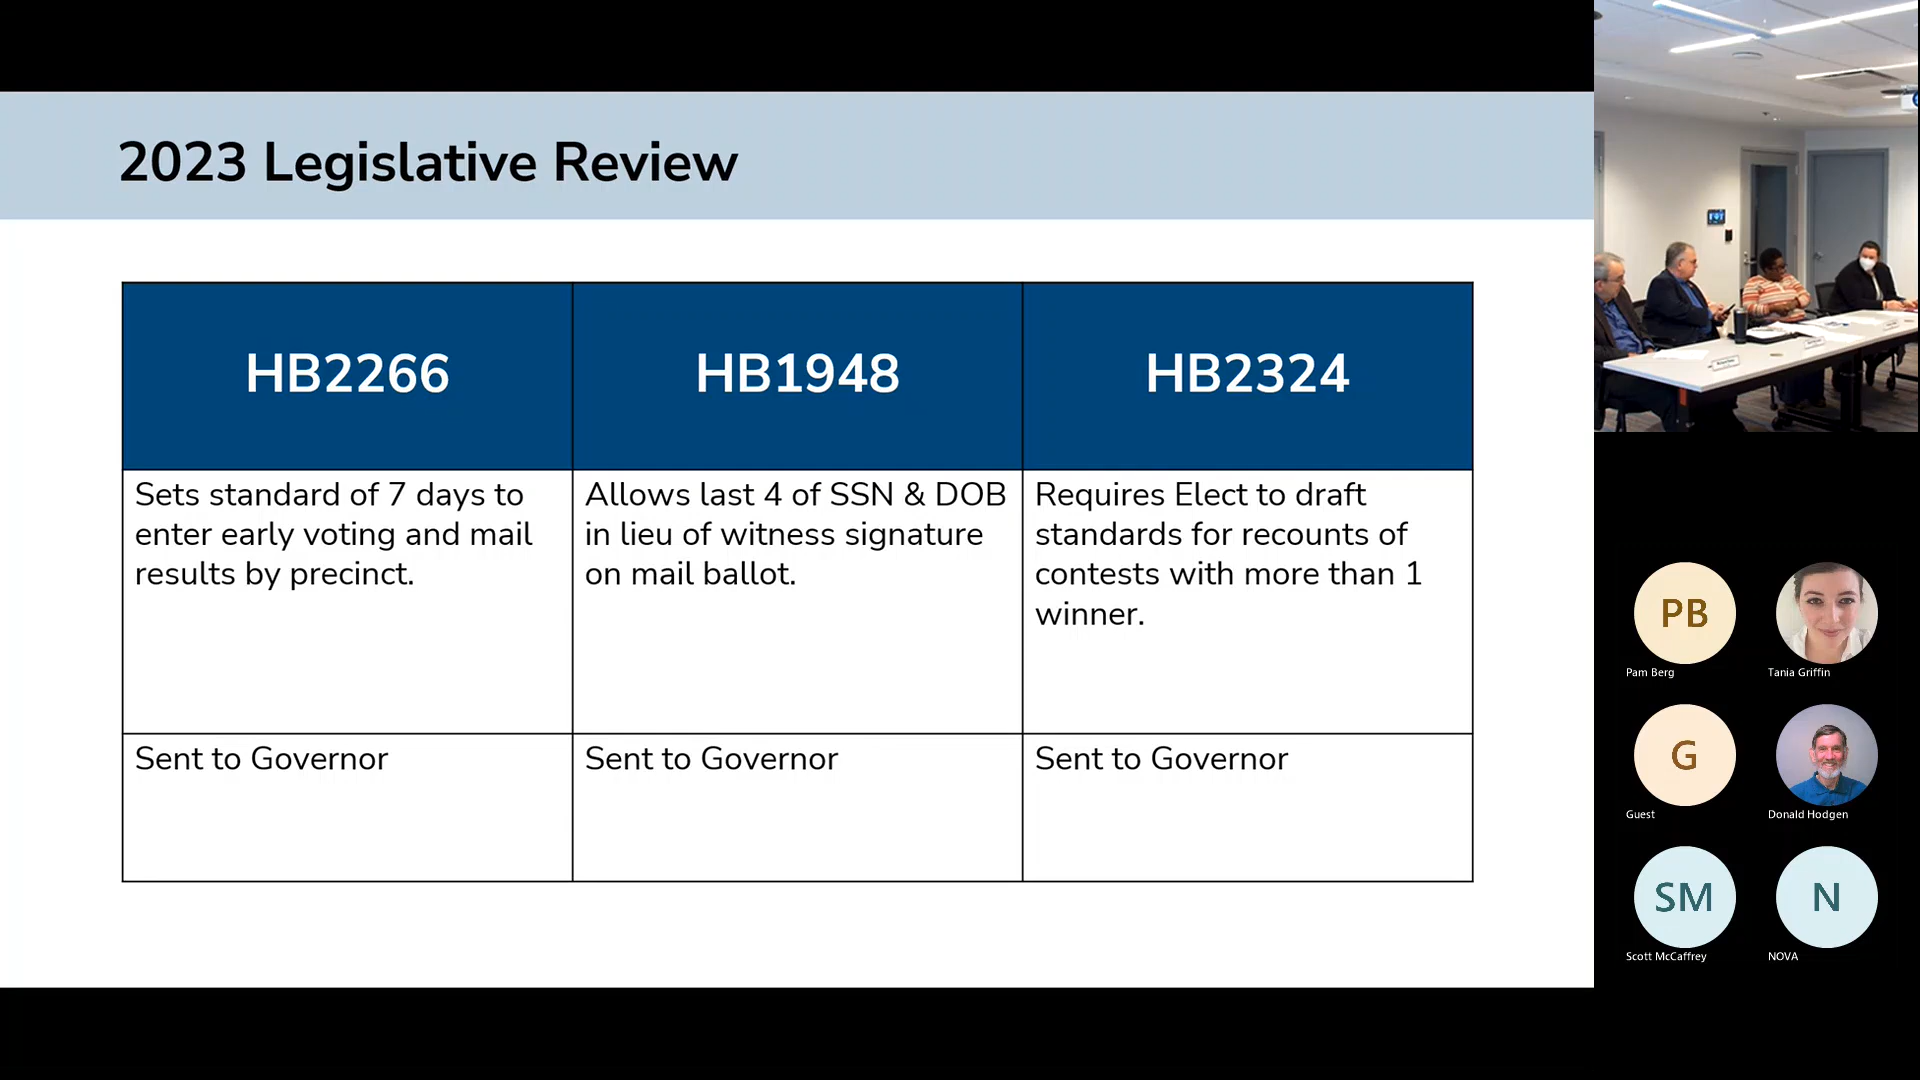 2023 Legislative Review
HB2266
HB1948
HB2324
Sets standard of 7 days to
enter early voting and mail
results by precinct.
Allows last 4 of SSN & DOB
in lieu of witness signature
on mail ballot.
Requires Elect to draft
standards for recounts of
contests with more than 1
winner.
Sent to Governor
Sent to Governor
Sent to Governor
PB
Pam Berg
Tania Griffin
G
Guest
Donald Hodgen
SM
Scott McCaffrey
N
NOVA